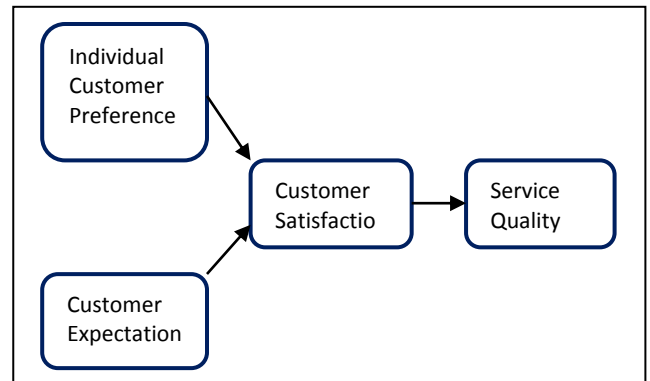 Individual
Customer
Preference
Customer
Satisfactio
Service
Quality
Customer
Expectation